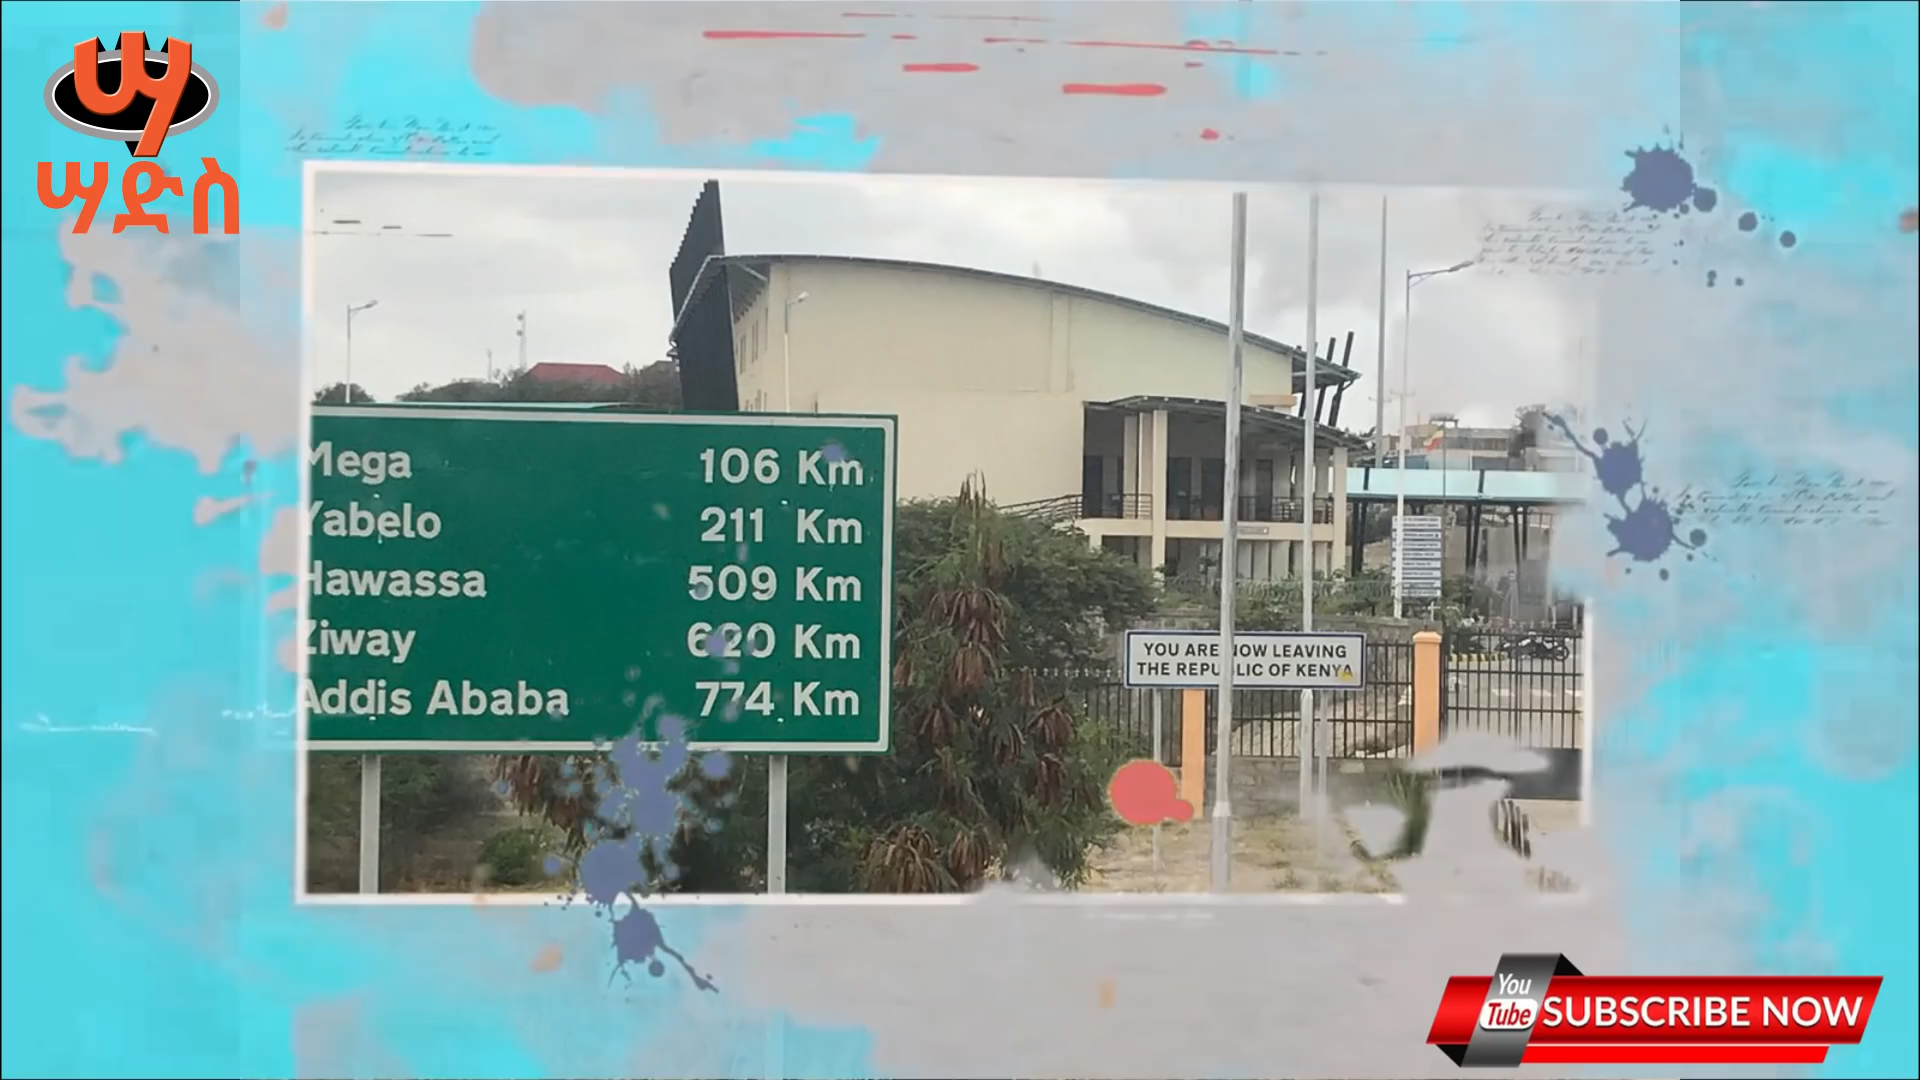 ሣ
ሣድስ
Mega 106 Km
Yabelo 211 Km
Hawassa 509 Km
Ziway 620 Km
Addis Ababa 774 Km
YOU ARE NOW LEAVING
THE REPUBLIC OF KENYA
You
Tube
SUBSCRIBE NOW